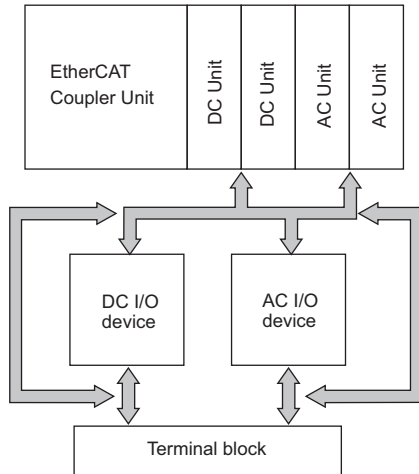 EtherCAT
Coupler Unit
DC Unit
DC Unit
AC Unit
AC Unit
DC I/O
device
AC I/O
device
Terminal block